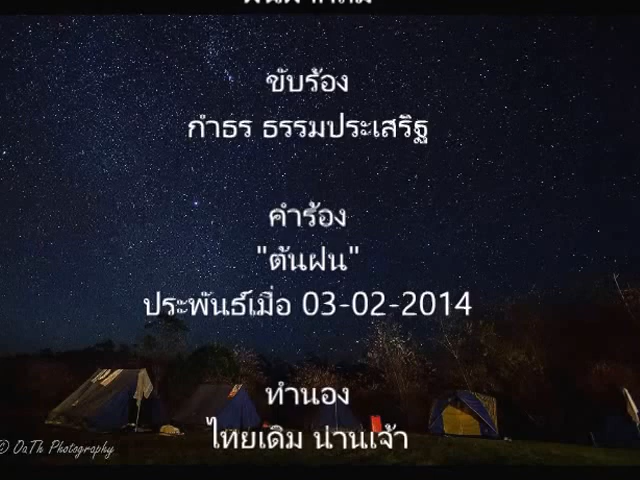 ขับร้อง
กำธร ธรรมประเสริฐ
คำร้อง
"ต้นฝน"
ประพันธ์เมื่อ 03-02-2014
ทำนอง
ไทยเดิม น่านเจ้า
© OaTh Photography